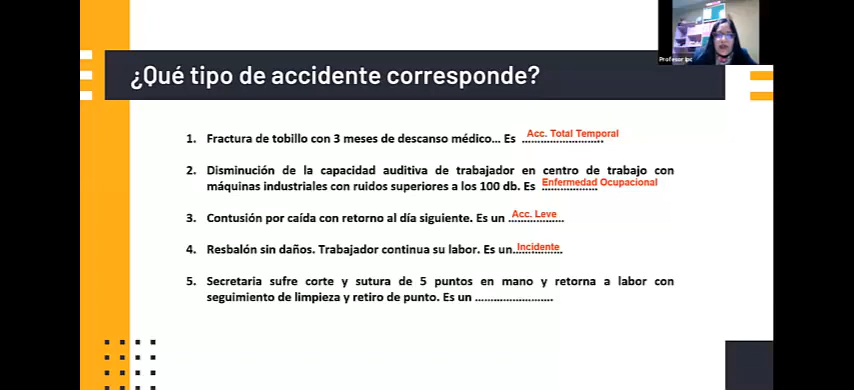 Profesor ipc
¿Qué tipo de accidente corresponde?
1. Fractura de tobillo con 3 meses de descanso médico... Es Acc. Total Temporal
2. Disminución de la capacidad auditiva de trabajador en centro de trabajo con
máquinas industriales con ruidos superiores a los 100 db. Es Enfermedad Ocupacional
3. Contusión por caída con retorno al día siguiente. Es un Acc. Leve
4. Resbalón sin daños. Trabajador continua su labor. Es un Incidente
5. Secretaria sufre corte y sutura de 5 puntos en mano y retorna a labor con
seguimiento de limpieza y retiro de punto. Es un ........................